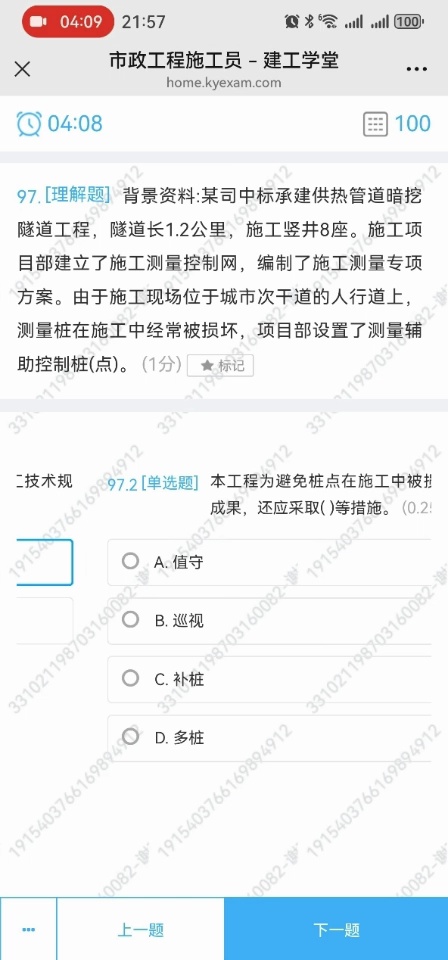 04:09 21:57 100
市政工程施工员 – 建工学堂
home.kyexam.com
04:08 100
97. [理解题] 背景资料:某司中标承建供热管道暗挖
隧道工程，隧道长1.2公里，施工竖井8座。施工项
目部建立了施工测量控制网，编制了施工测量专项
方案。由于施工现场位于城市次干道的人行道上，
测量桩在施工中经常被损坏，项目部设置了测量辅
助控制桩(点)。 (1分) ★ 标记
技术规
97.2 [单选题] 本工程为避免桩点在施工中被
成果，还应采取( )等措施。 (0.2
A. 值守
B. 巡视
C. 补桩
D. 多桩
上一题 下一题